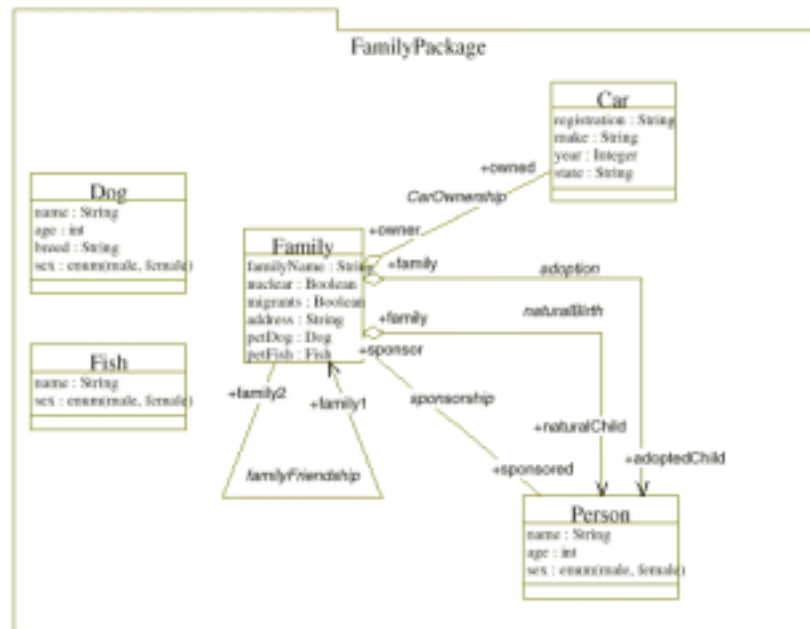 FamilyPackage
Car
registration : String
make : String
year : Integer
state : String
+owned
CarOwnership
+owner
Dog
name : String
age : int
breed : String
sex : enum(male, female)
Family
familyName : String
nuclear : Boolean
migrants : Boolean
address : String
petDog : Dog
petFish : Fish
+family
adoption
naturalBirth
+family
+sponsor
Fish
name : String
sex : enum(male, female)
+family2
+family1
sponsorship
familyFriendship
+naturalChild
+adoptedChild
+sponsored
Person
name : String
age : int
sex : enum(male, female)